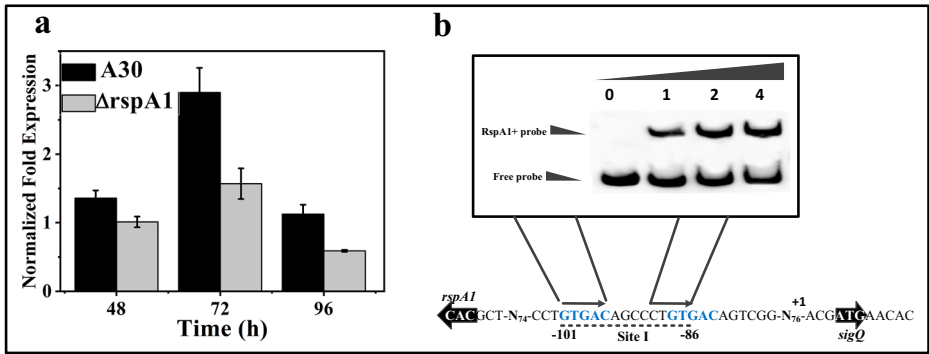 a
b
Normalized Fold Expression
3
2
1
0
A30
ΔrspA1
48
72
96
Time (h)
0 1 2 4
RspA1+ probe
Free probe
rspA1
+1
CACGCT-N74-CCTGTGACAGCCCTGTGACAGTCGG-N76-ACGATGAACAC
-101
Site I
-86
sigQ